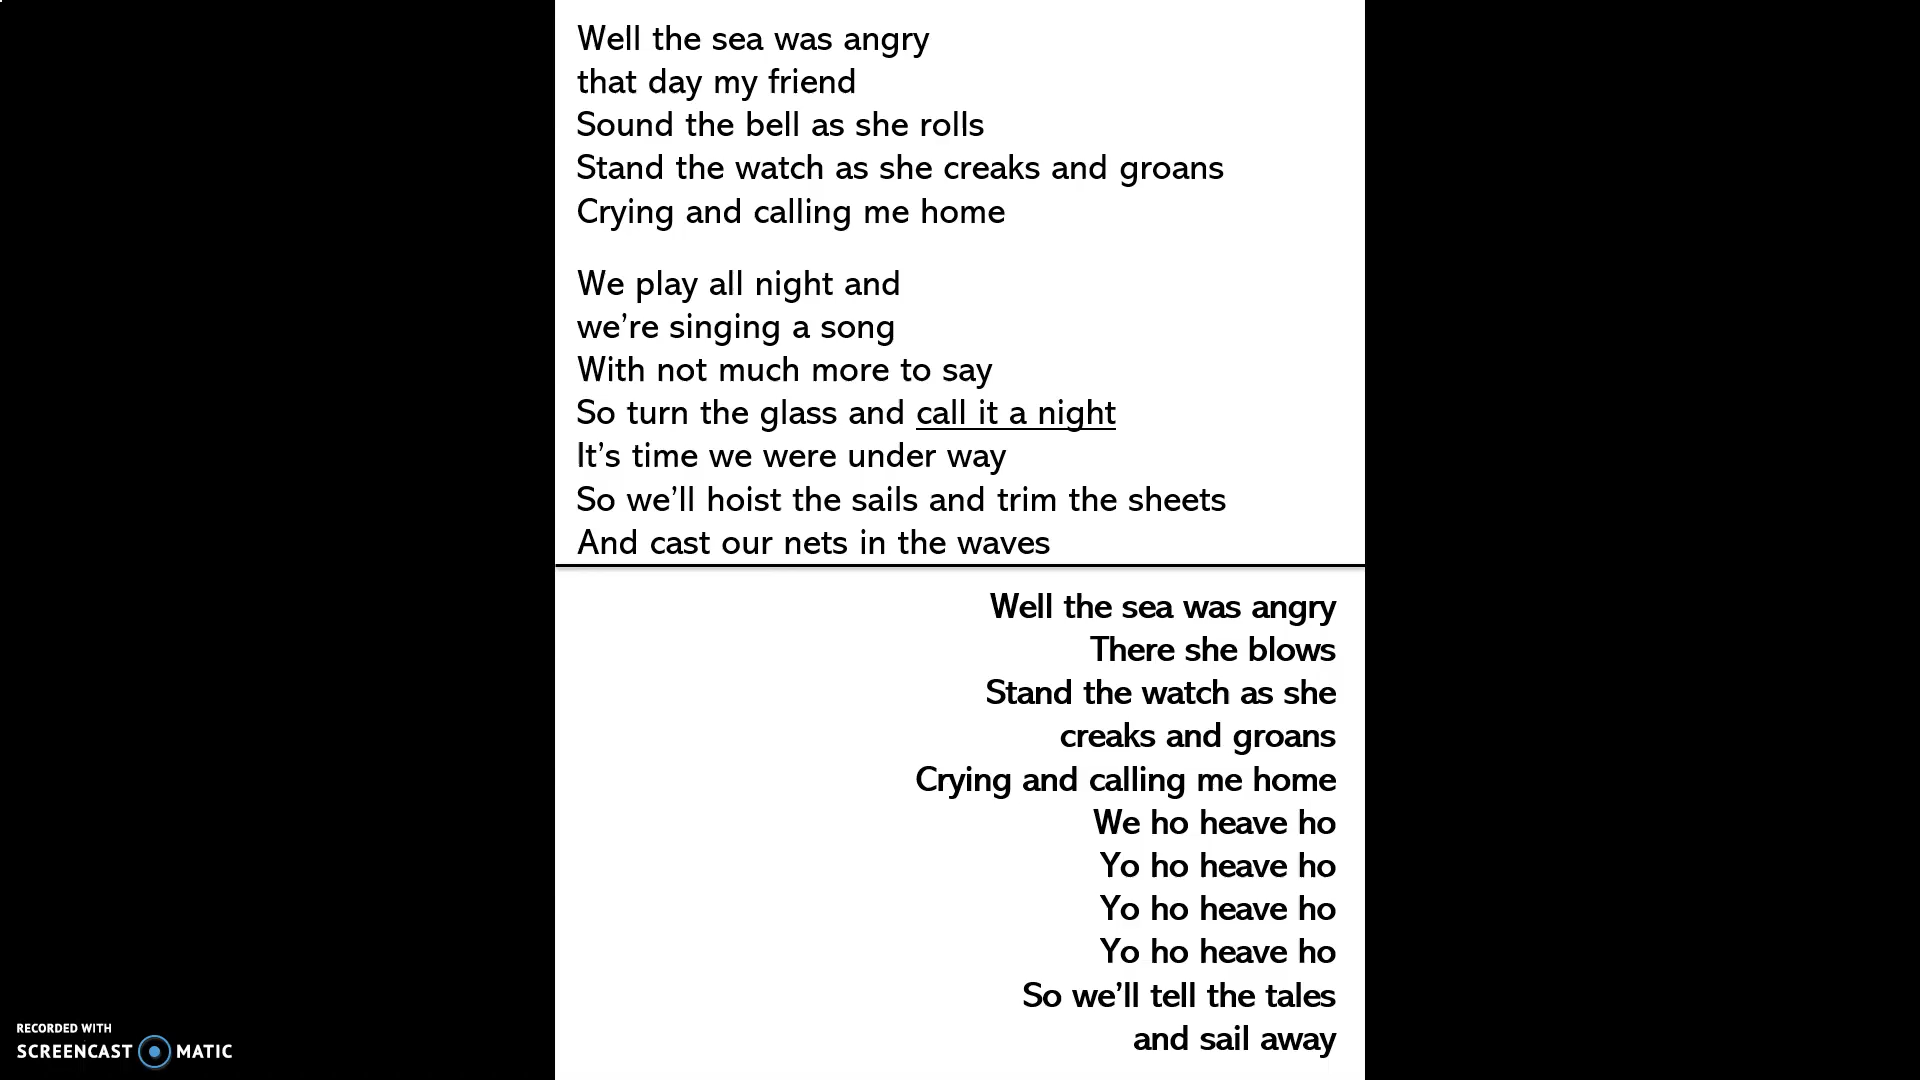 Well the sea was angry
that day my friend
Sound the bell as she rolls
Stand the watch as she creaks and groans
Crying and calling me home
We play all night and
we're singing a song
With not much more to say
So turn the glass and call it a night
It's time we were under way
So we'll hoist the sails and trim the sheets
And cast our nets in the waves
Well the sea was angry
There she blows
Stand the watch as she
creaks and groans
Crying and calling me home
We ho heave ho
Yo ho heave ho
Yo ho heave ho
Yo ho heave ho
So we'll tell the tales
and sail away
RECORDED WITH
SCREENCAST MATIC